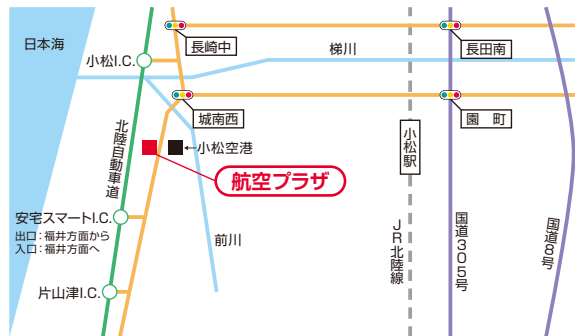 日本海
長崎中
長田南
小松I.C.
梯川
城南西
園 町
北陸自動車道
←小松空港
小松駅
航空プラザ
安宅スマートI.C.
出口：福井方面から
入口：福井方面へ
前川
JR北陸線
国道305号
国道8号
片山津I.C.